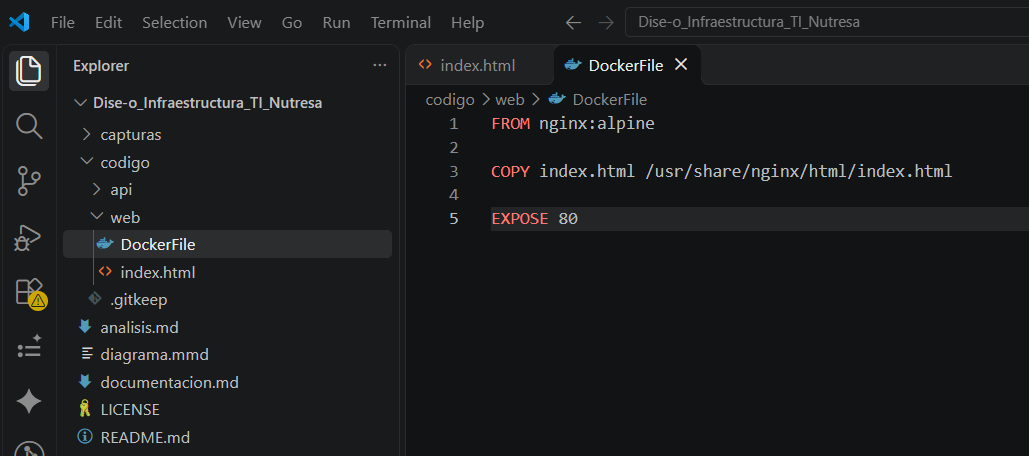 File Edit Selection View Go Run Terminal Help
Dise-o_Infraestructura_TI_Nutresa
Explorer
Dise-o_Infraestructura_TI_Nutresa
capturas
codigo
api
web
DockerFile
index.html
.gitkeep
analisis.md
diagrama.mmd
documentacion.md
LICENSE
README.md
index.html DockerFile
codigo > web > DockerFile
1 FROM nginx:alpine
2
3 COPY index.html /usr/share/nginx/html/index.html
4
5 EXPOSE 80